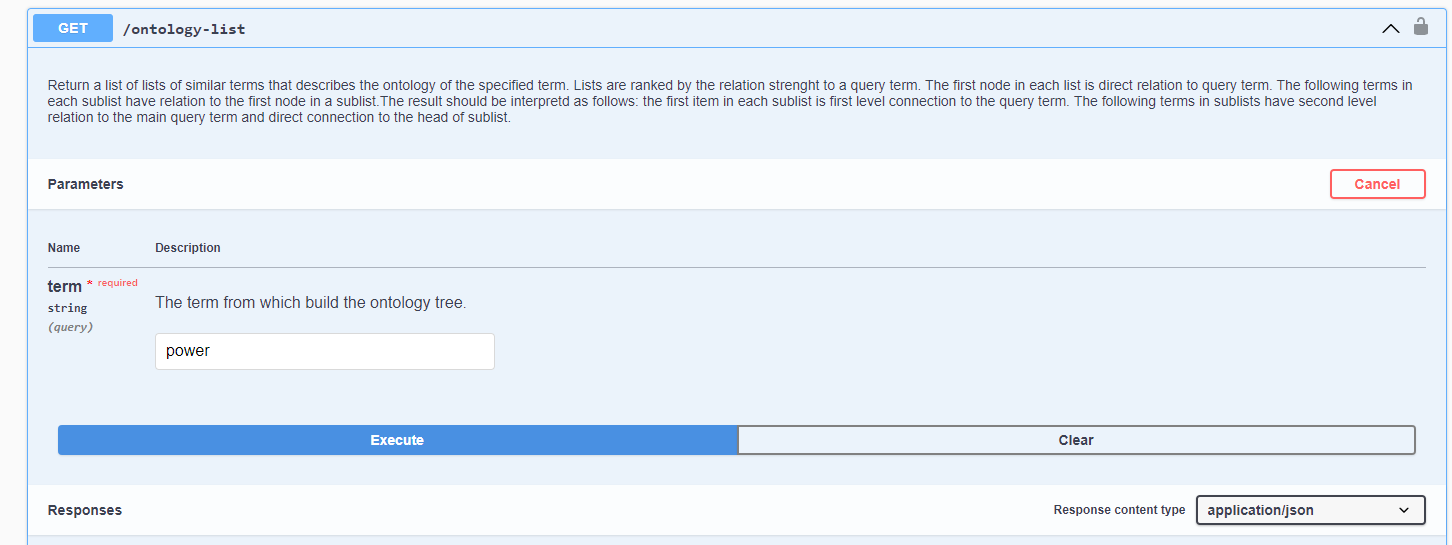 GET /ontology-list
Return a list of lists of similar terms that describes the ontology of the specified term. Lists are ranked by the relation strenght to a query term. The first node in each list is direct relation to query term. The following terms in
each sublist have relation to the first node in a sublist.The result should be interpretd as follows: the first item in each sublist is first level connection to the query term. The following terms in sublists have second level
relation to the main query term and direct connection to the head of sublist.
Parameters
Cancel
Name Description
term * required
string
(query)
The term from which build the ontology tree.
power
Execute Clear
Responses
Response content type application/json